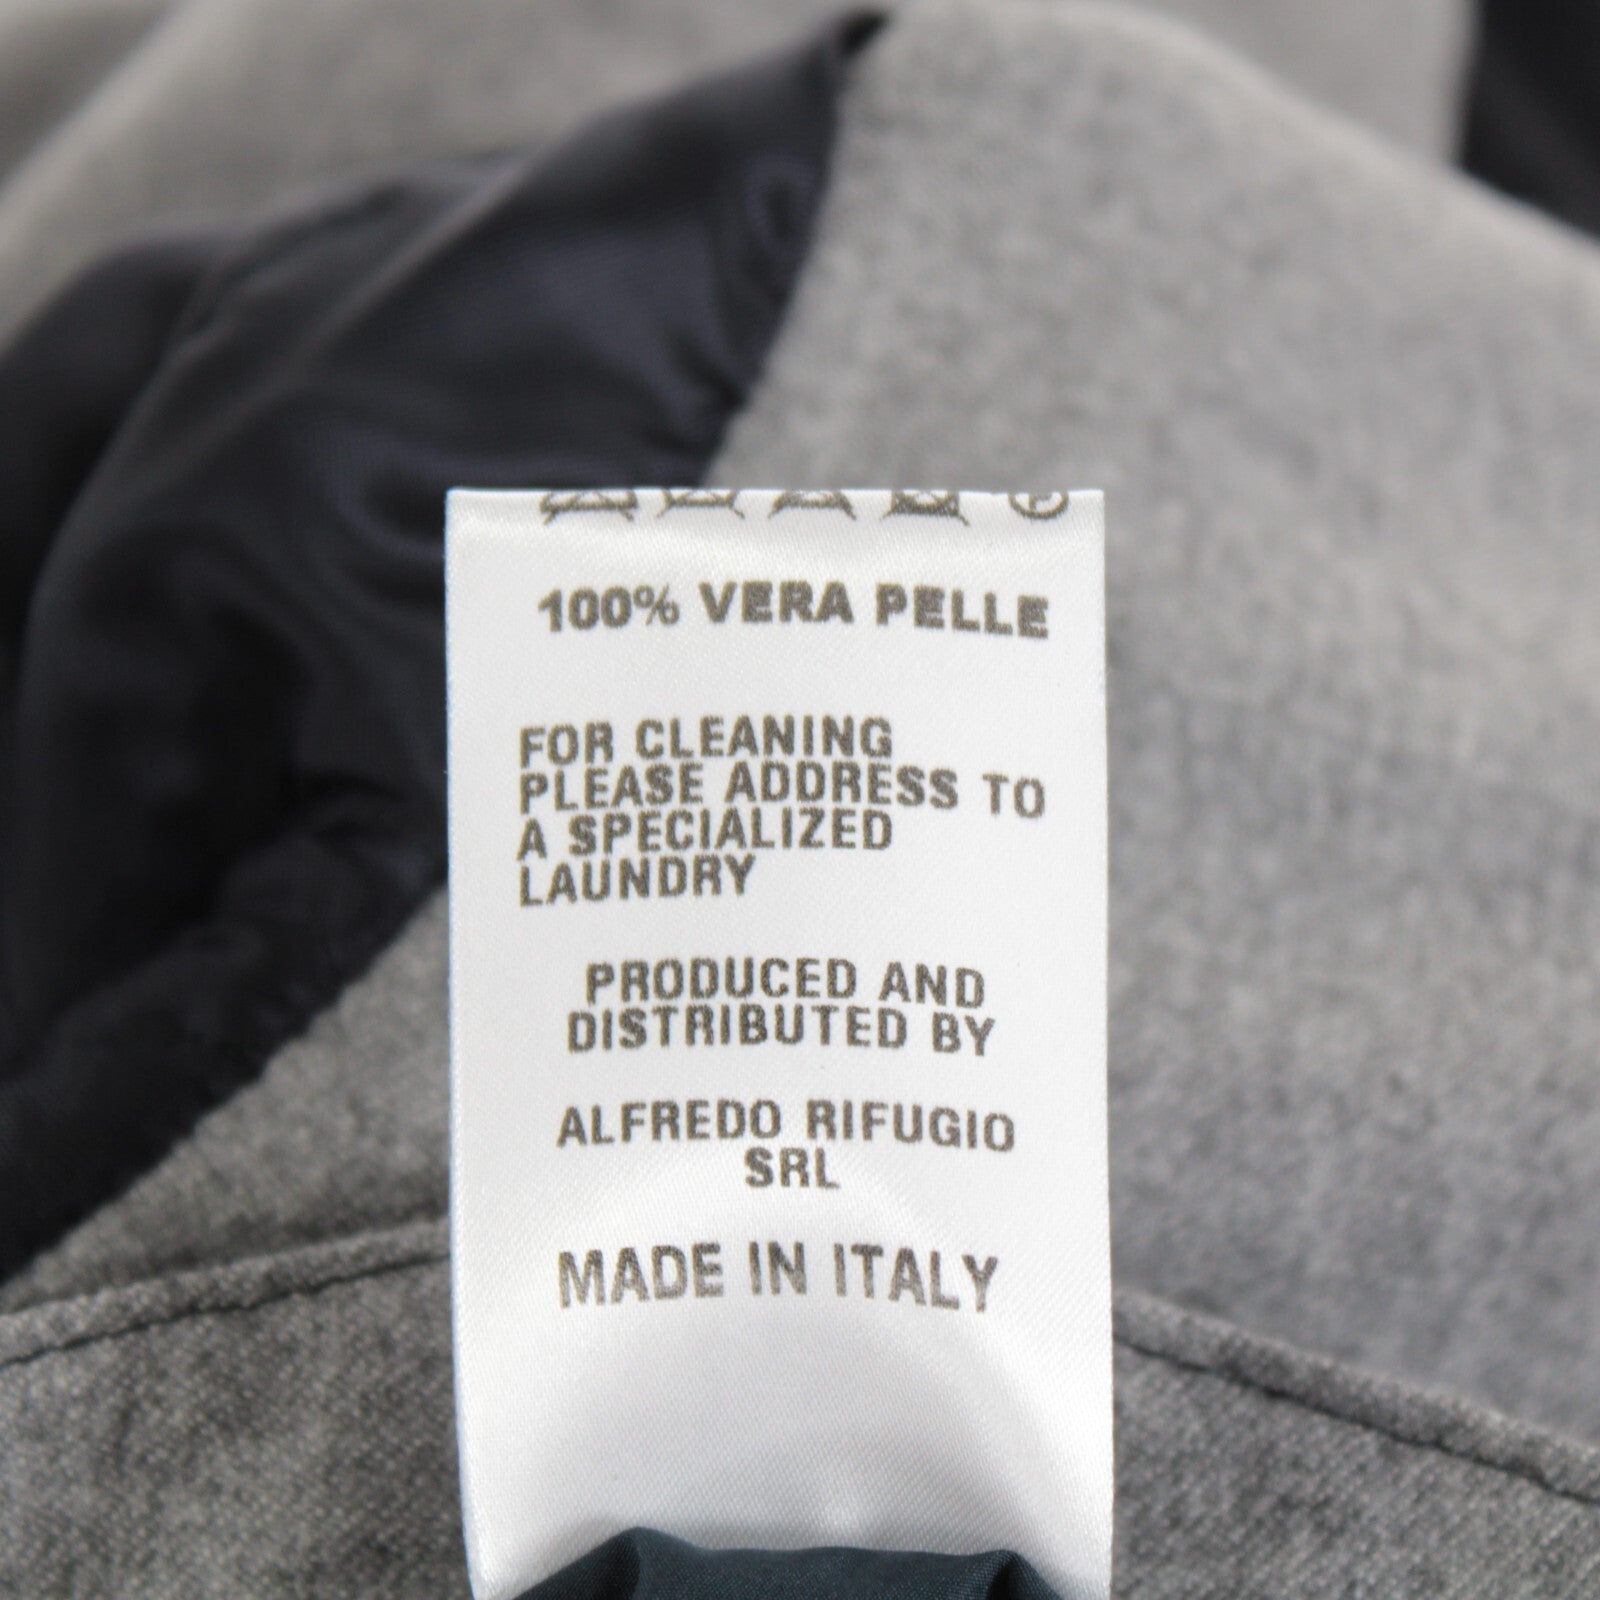 100% VERA PELLE
FOR CLEANING
PLEASE ADDRESS TO
A SPECIALIZED
LAUNDRY
PRODUCED AND
DISTRIBUTED BY
ALFREDO RIFUGIO
SRL
MADE IN ITALY